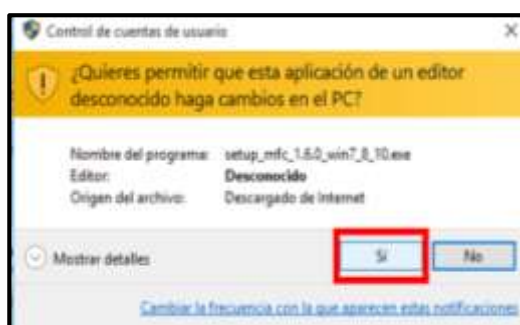 Control de cuentas de usuario
¿Quieres permitir que esta aplicación de un editor
desconocido haga cambios en el PC?
Nombre del programa: setup_mfc_1.6.0_win7_8_10.exe
Editor: Desconocido
Origen del archivo: Descargado de Internet
Mostrar detalles
Sí
No
Cambiar la frecuencia con la que aparecen estas notificaciones